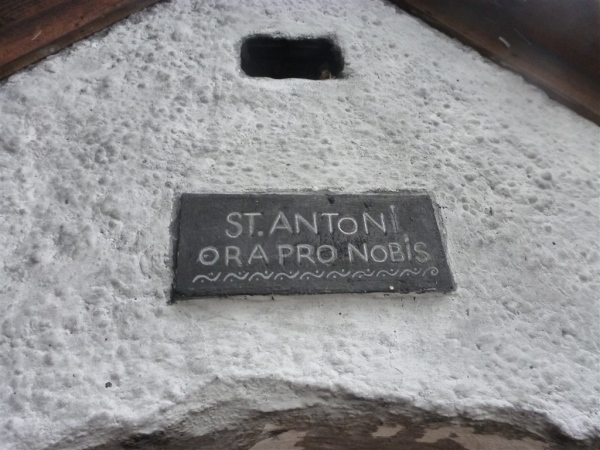 ST. ANTONi
ORA PRO NOBiS